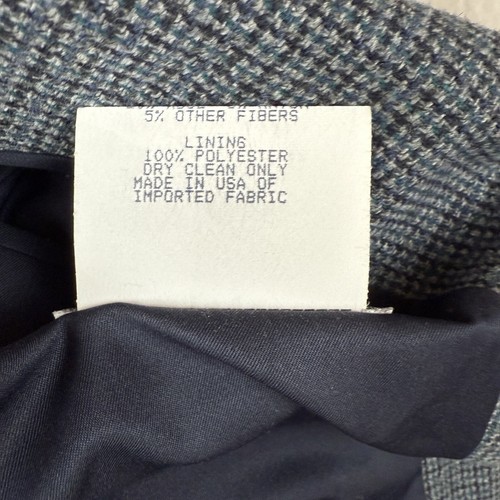 5% OTHER FIBERS
LINING
100% POLYESTER
DRY CLEAN ONLY
MADE IN USA OF
IMPORTED FABRIC